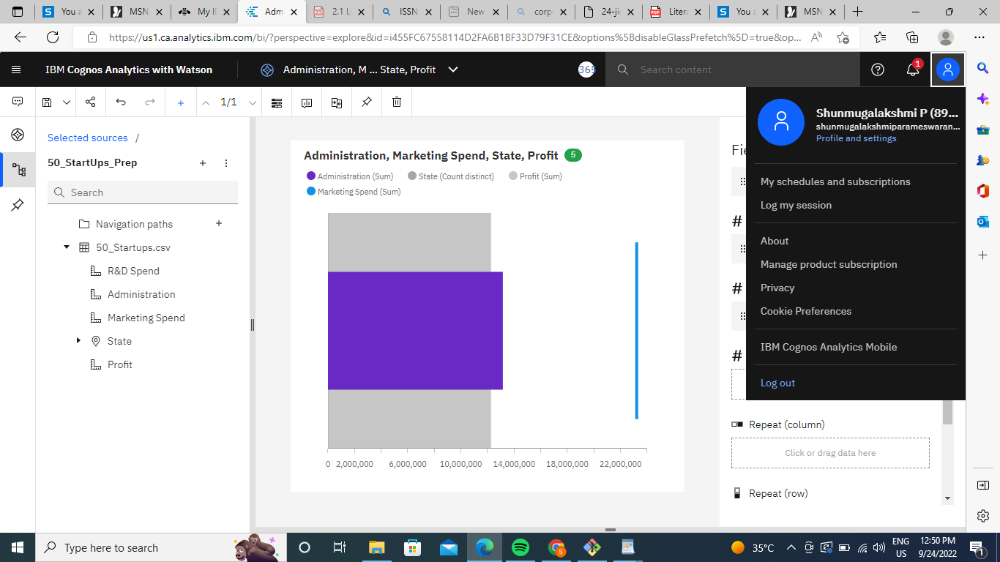 You a
MSN
My li
Adm
2.1 L
ISSN
New
corp
24-ji
Litera
You a
MSN
https://us1.ca.analytics.ibm.com/bi/?perspective=explore&id=i455FC67558114D2FA6B1BF33D79F31CE&options%5BdisableGlassPrefetch%5D=true&op...
IBM Cognos Analytics with Watson
Administration, M ... State, Profit
365
Search content
1
1/1
Shunmugalakshmi P (89...
shunmugalakshmiparameswaran...
Profile and settings
My schedules and subscriptions
Log my session
About
Manage product subscription
Privacy
Cookie Preferences
IBM Cognos Analytics Mobile
Log out
Selected sources /
50_StartUps_Prep
Search
Navigation paths
50_Startups.csv
R&D Spend
Administration
Marketing Spend
State
Profit
Administration, Marketing Spend, State, Profit 5
Administration (Sum) State (Count distinct) Profit (Sum)
Marketing Spend (Sum)
0 2,000,000 6,000,000 10,000,000 14,000,000 18,000,000 22,000,000
Fie
#
#
#
Repeat (column)
Click or drag data here
Repeat (row)
Type here to search
35°C
ENG
US
12:50 PM
9/24/2022
1